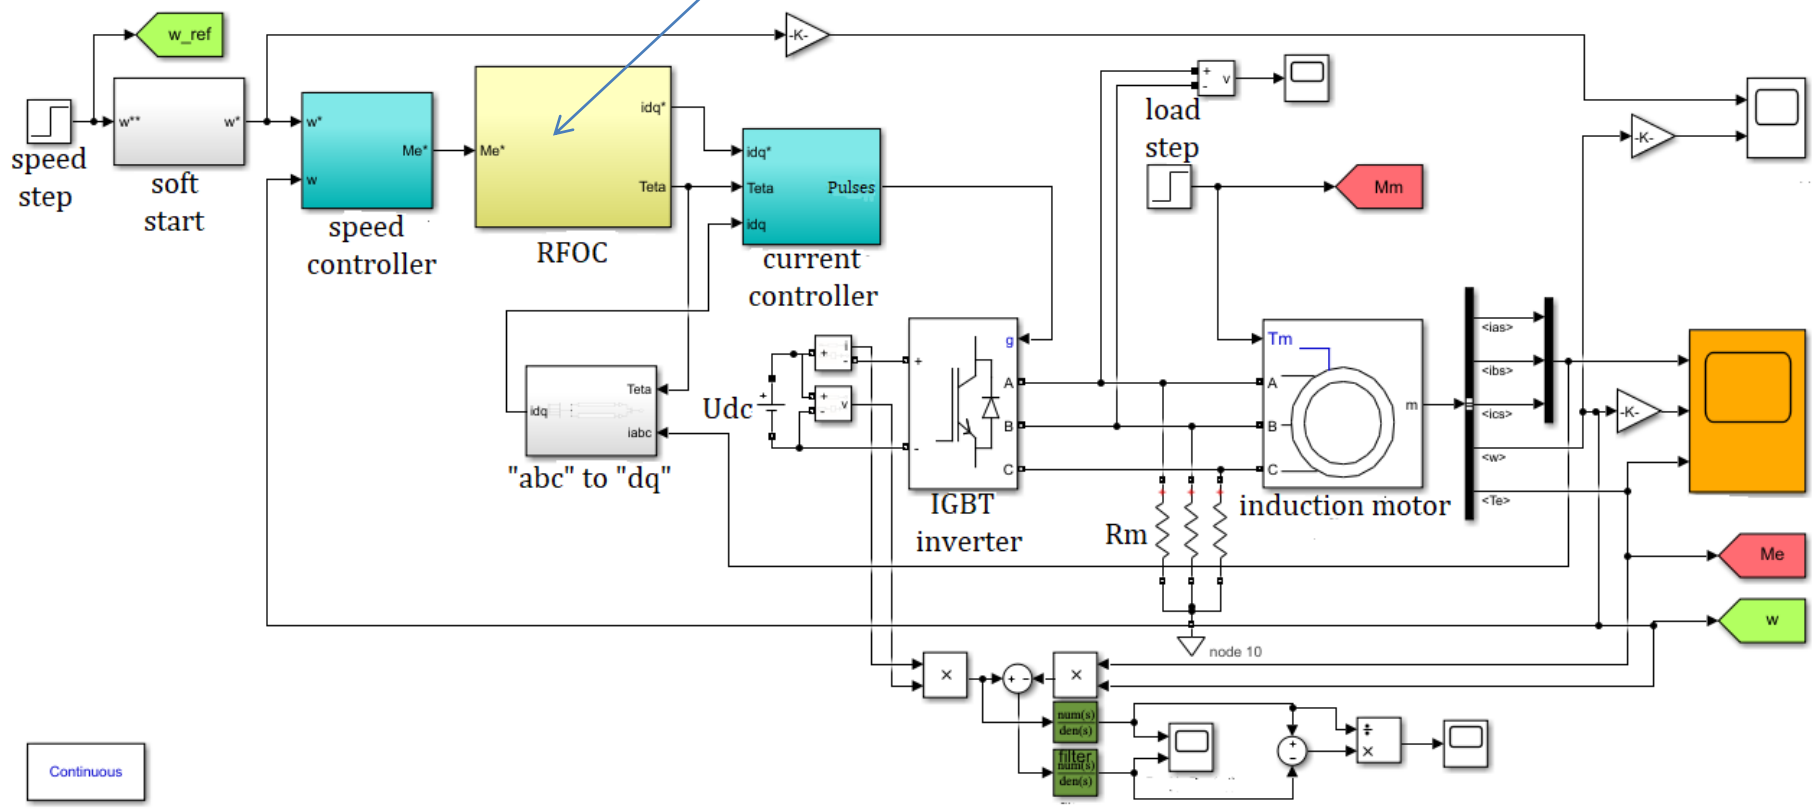 w_ref
-K-
speed
step
w**
w*
soft
start
w*
w
Me*
speed
controller
Me*
idq*
Teta
RFOC
idq*
Teta
idq
Pulses
current
controller
+
-
v
load
step
Mm
-K-
Teta
iabc
idq
"abc" to "dq"
Udc
+
+
-
i
+
-
v
+
-
g
A
B
C
IGBT
inverter
Rm
Tm
A
B
C
m
induction motor
<ias>
<ibs>
<ics>
<w>
<Te>
-K-
Me
w
node 10
×
+ -
×
num(s)
den(s)
filter
num(s)
den(s)
+
-
÷
×
Continuous